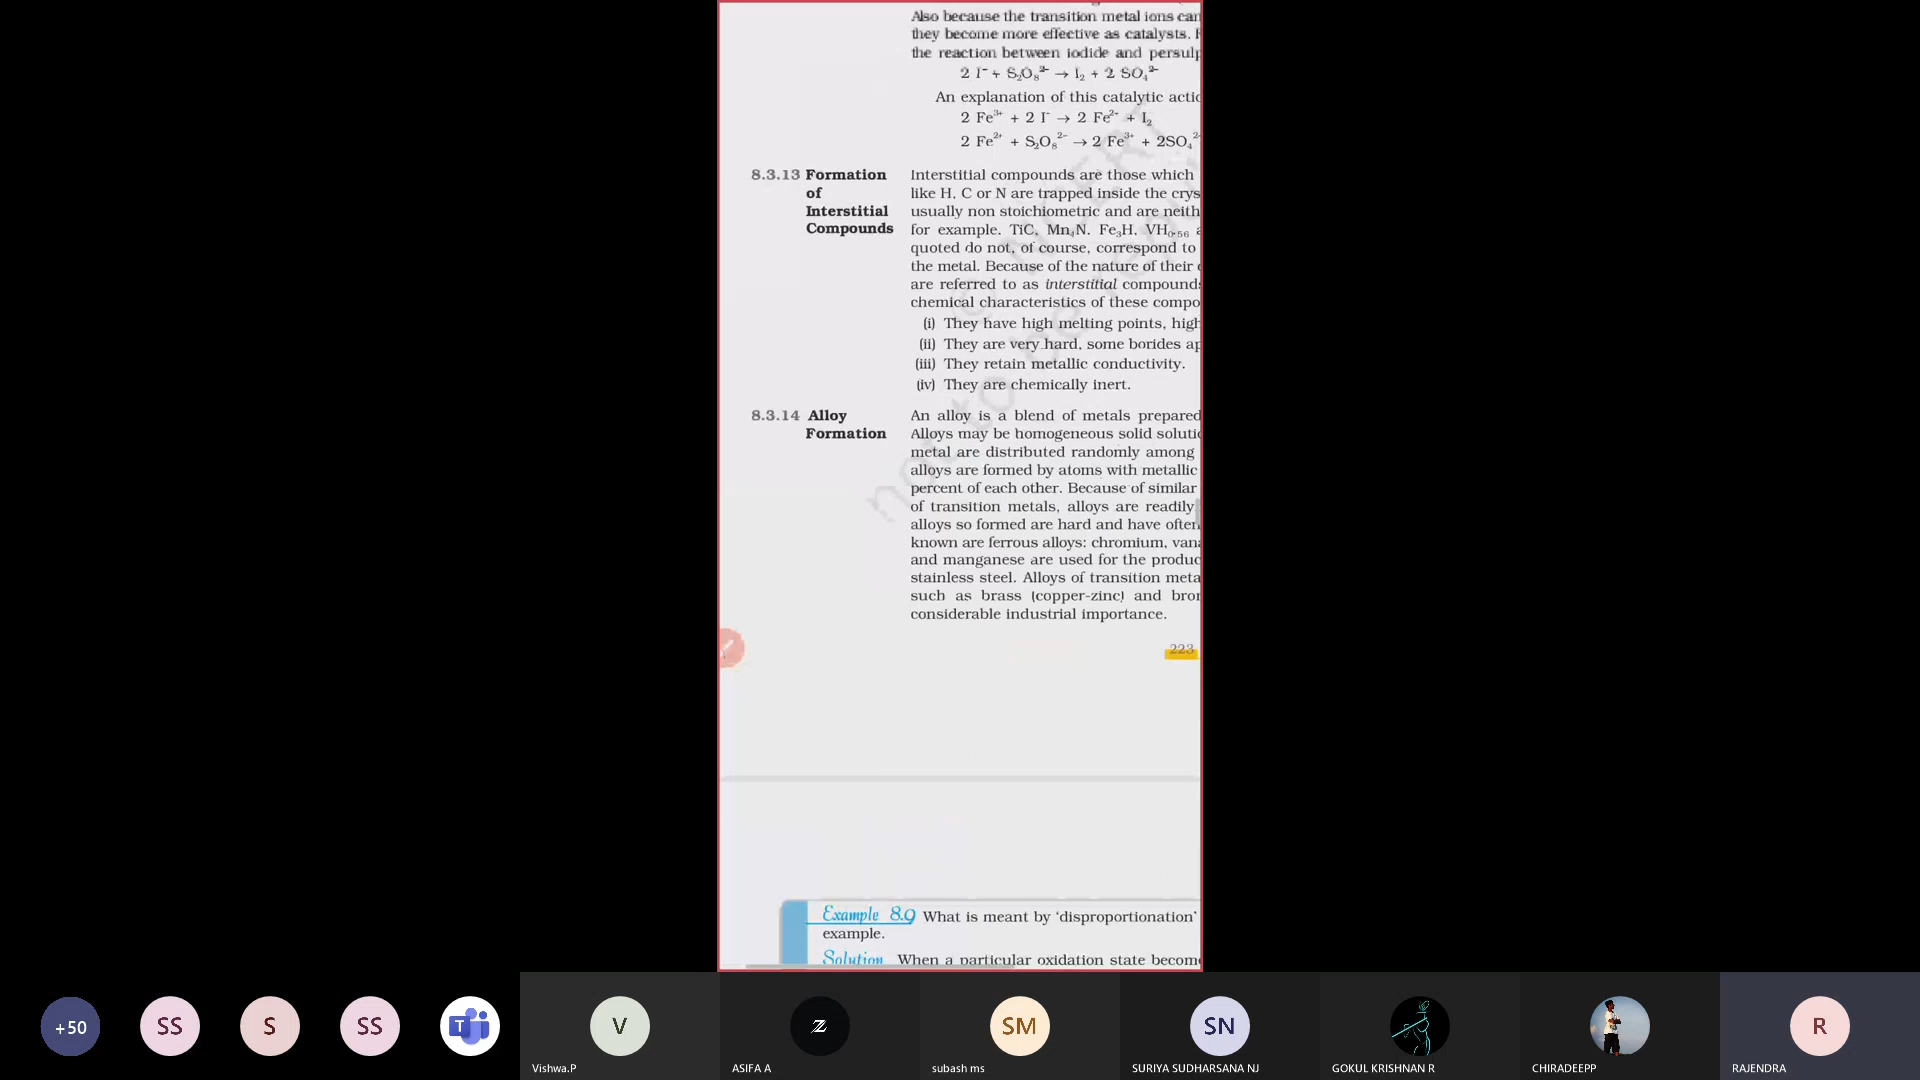 Also because the transition metal ions can
they become more effective as catalysts.
the reaction between iodide and persulp
2 I⁻ + S₂O₈²⁻ → I₂ + 2 SO₄²⁻
An explanation of this catalytic actio
2 Fe³⁺ + 2 I⁻ → 2 Fe²⁺ + I₂
2 Fe²⁺ + S₂O₈²⁻ → 2 Fe³⁺ + 2SO₄²⁻
8.3.13 Formation
of
Interstitial
Compounds
Interstitial compounds are those which
like H, C or N are trapped inside the crys
usually non stoichiometric and are neith
for example, TiC, Mn₄N, Fe₃H, VH₀.₅₆ a
quoted do not, of course, correspond to
the metal. Because of the nature of their c
are referred to as interstitial compounds
chemical characteristics of these compo
(i) They have high melting points, high
(ii) They are very hard, some borides ap
(iii) They retain metallic conductivity.
(iv) They are chemically inert.
8.3.14 Alloy
Formation
An alloy is a blend of metals prepared
Alloys may be homogeneous solid solutio
metal are distributed randomly among
alloys are formed by atoms with metallic
percent of each other. Because of similar
of transition metals, alloys are readily
alloys so formed are hard and have often
known are ferrous alloys: chromium, vana
and manganese are used for the produc
stainless steel. Alloys of transition meta
such as brass (copper-zinc) and bron
considerable industrial importance.
© NCERT
not to be
223
Example 8.9 What is meant by ‘disproportionation’
example.
Solution When a particular oxidation state become
+50
SS
S
SS
T
V
Z
SM
SN
R
Vishwa.P
ASIFA A
subash ms
SURIYA SUDHARSANA NJ
GOKUL KRISHNAN R
CHIRADEEPP
RAJENDRA